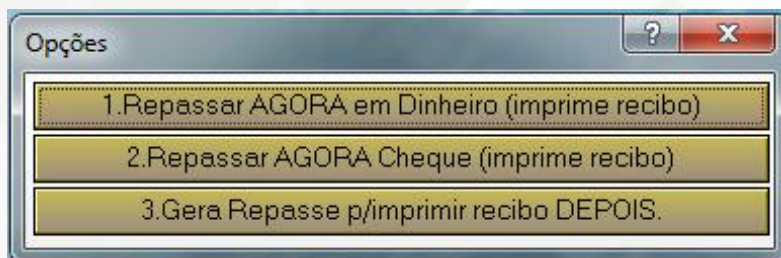 Opções
?
X
1.Repassar AGORA em Dinheiro (imprime recibo)
2.Repassar AGORA Cheque (imprime recibo)
3.Gera Repasse p/imprimir recibo DEPOIS.